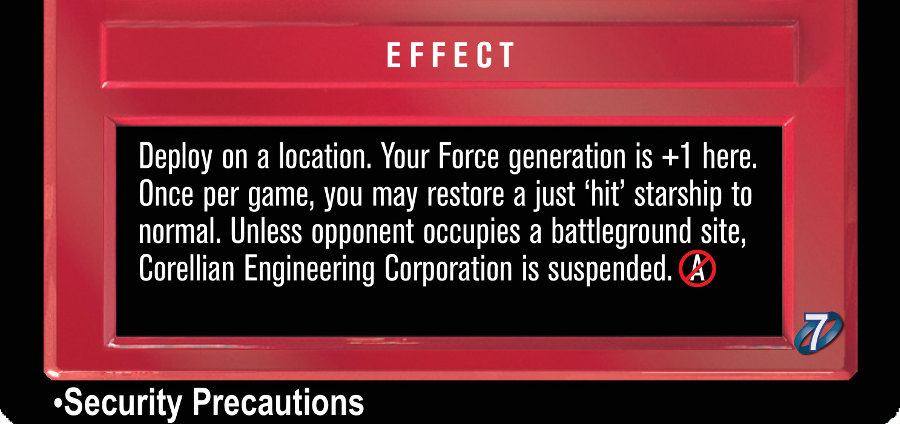 EFFECT
Deploy on a location. Your Force generation is +1 here.
Once per game, you may restore a just ‘hit’ starship to
normal. Unless opponent occupies a battleground site,
Corellian Engineering Corporation is suspended. A
7
•Security Precautions